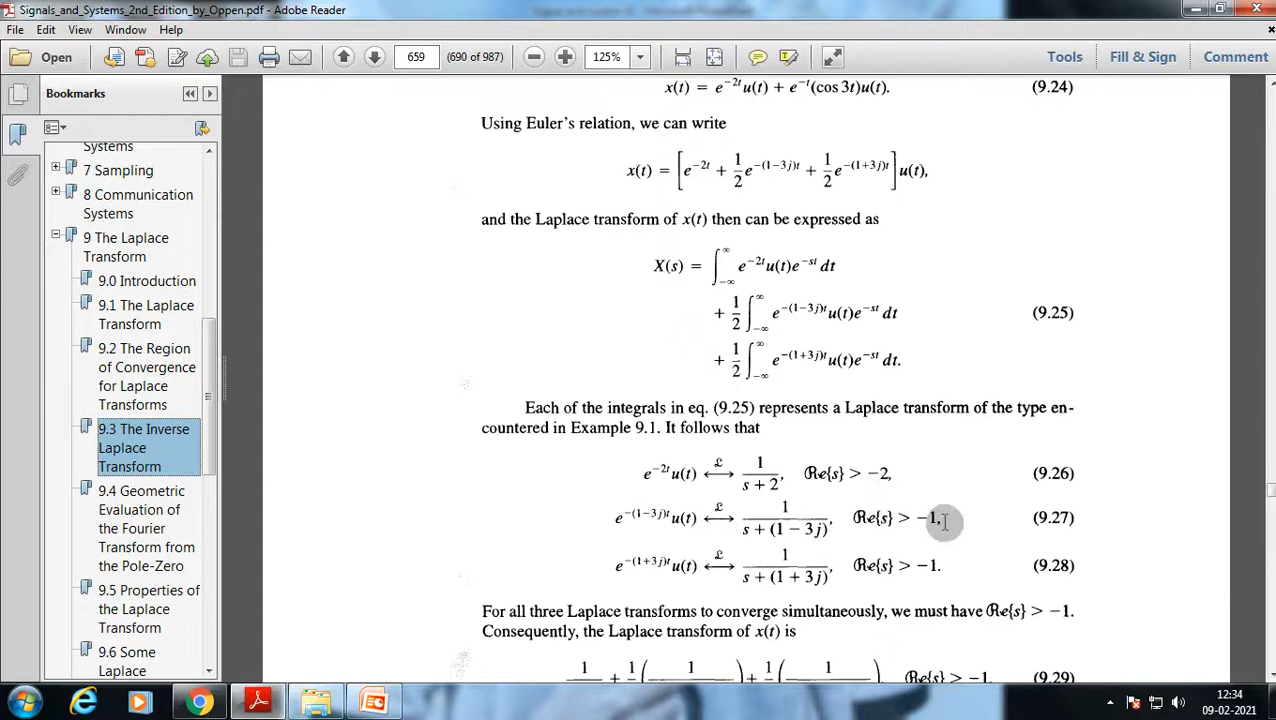 Signals_and_Systems_2nd_Edition_by_Oppen.pdf - Adobe Reader
File Edit View Window Help
Open 659 (690 of 987) 125% Tools Fill & Sign Comment
Bookmarks
Systems
7 Sampling
8 Communication
Systems
9 The Laplace
Transform
9.0 Introduction
9.1 The Laplace
Transform
9.2 The Region
of Convergence
for Laplace
Transforms
9.3 The Inverse
Laplace
Transform
9.4 Geometric
Evaluation of
the Fourier
Transform from
the Pole-Zero
9.5 Properties of
the Laplace
Transform
9.6 Some
Laplace
x(t) = e^{-2t}u(t) + e^{-t}(cos 3t)u(t). (9.24)
Using Euler's relation, we can write
x(t) = [e^{-2t} + 1/2 e^{-(1-3j)t} + 1/2 e^{-(1+3j)t}] u(t),
and the Laplace transform of x(t) then can be expressed as
X(s) = ∫_{-∞}^{∞} e^{-2t}u(t)e^{-st} dt
+ 1/2 ∫_{-∞}^{∞} e^{-(1-3j)t}u(t)e^{-st} dt (9.25)
+ 1/2 ∫_{-∞}^{∞} e^{-(1+3j)t}u(t)e^{-st} dt.
Each of the integrals in eq. (9.25) represents a Laplace transform of the type en-
countered in Example 9.1. It follows that
e^{-2t}u(t) ⟷^{£} 1/(s + 2), Re{s} > -2, (9.26)
e^{-(1-3j)t}u(t) ⟷^{£} 1/(s + (1 - 3j)), Re{s} > -1, (9.27)
e^{-(1+3j)t}u(t) ⟷^{£} 1/(s + (1 + 3j)), Re{s} > -1. (9.28)
For all three Laplace transforms to converge simultaneously, we must have Re{s} > -1.
Consequently, the Laplace transform of x(t) is
1 + 1/2 ( 1 ) + 1/2 ( 1 ), Re{s} > -1, (9.29)
12:34
09-02-2021